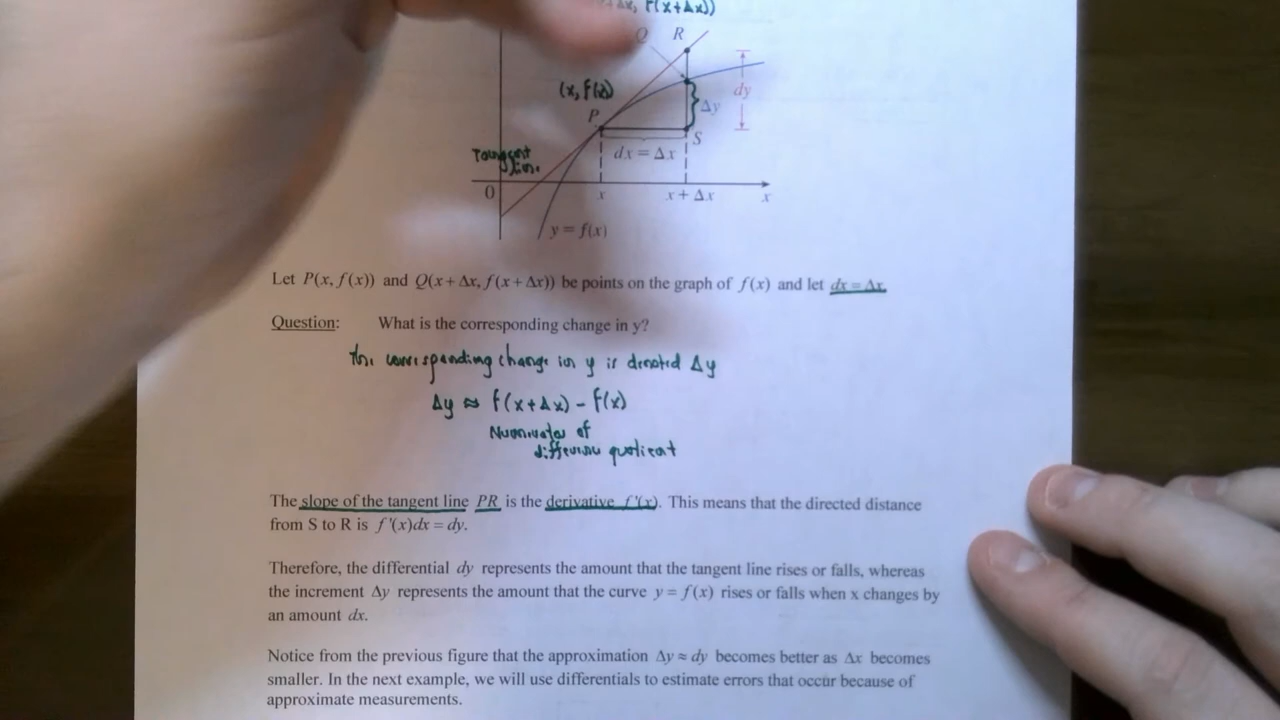 Δx, f(x+Δx))
Q R
(x, f(x))
dy
Δy
P
S
Tangent
line
dx = Δx
0 x x + Δx x
y = f(x)
Let P(x, f(x)) and Q(x + Δx, f(x + Δx)) be points on the graph of f(x) and let dx = Δx.
Question: What is the corresponding change in y?
The corresponding change in y is denoted Δy
Δy ≈ f(x+Δx) - f(x)
Numerator of
difference quotient
The slope of the tangent line PR is the derivative f'(x). This means that the directed distance
from S to R is f'(x)dx = dy.
Therefore, the differential dy represents the amount that the tangent line rises or falls, whereas
the increment Δy represents the amount that the curve y = f(x) rises or falls when x changes by
an amount dx.
Notice from the previous figure that the approximation Δy ≈ dy becomes better as Δx becomes
smaller. In the next example, we will use differentials to estimate errors that occur because of
approximate measurements.